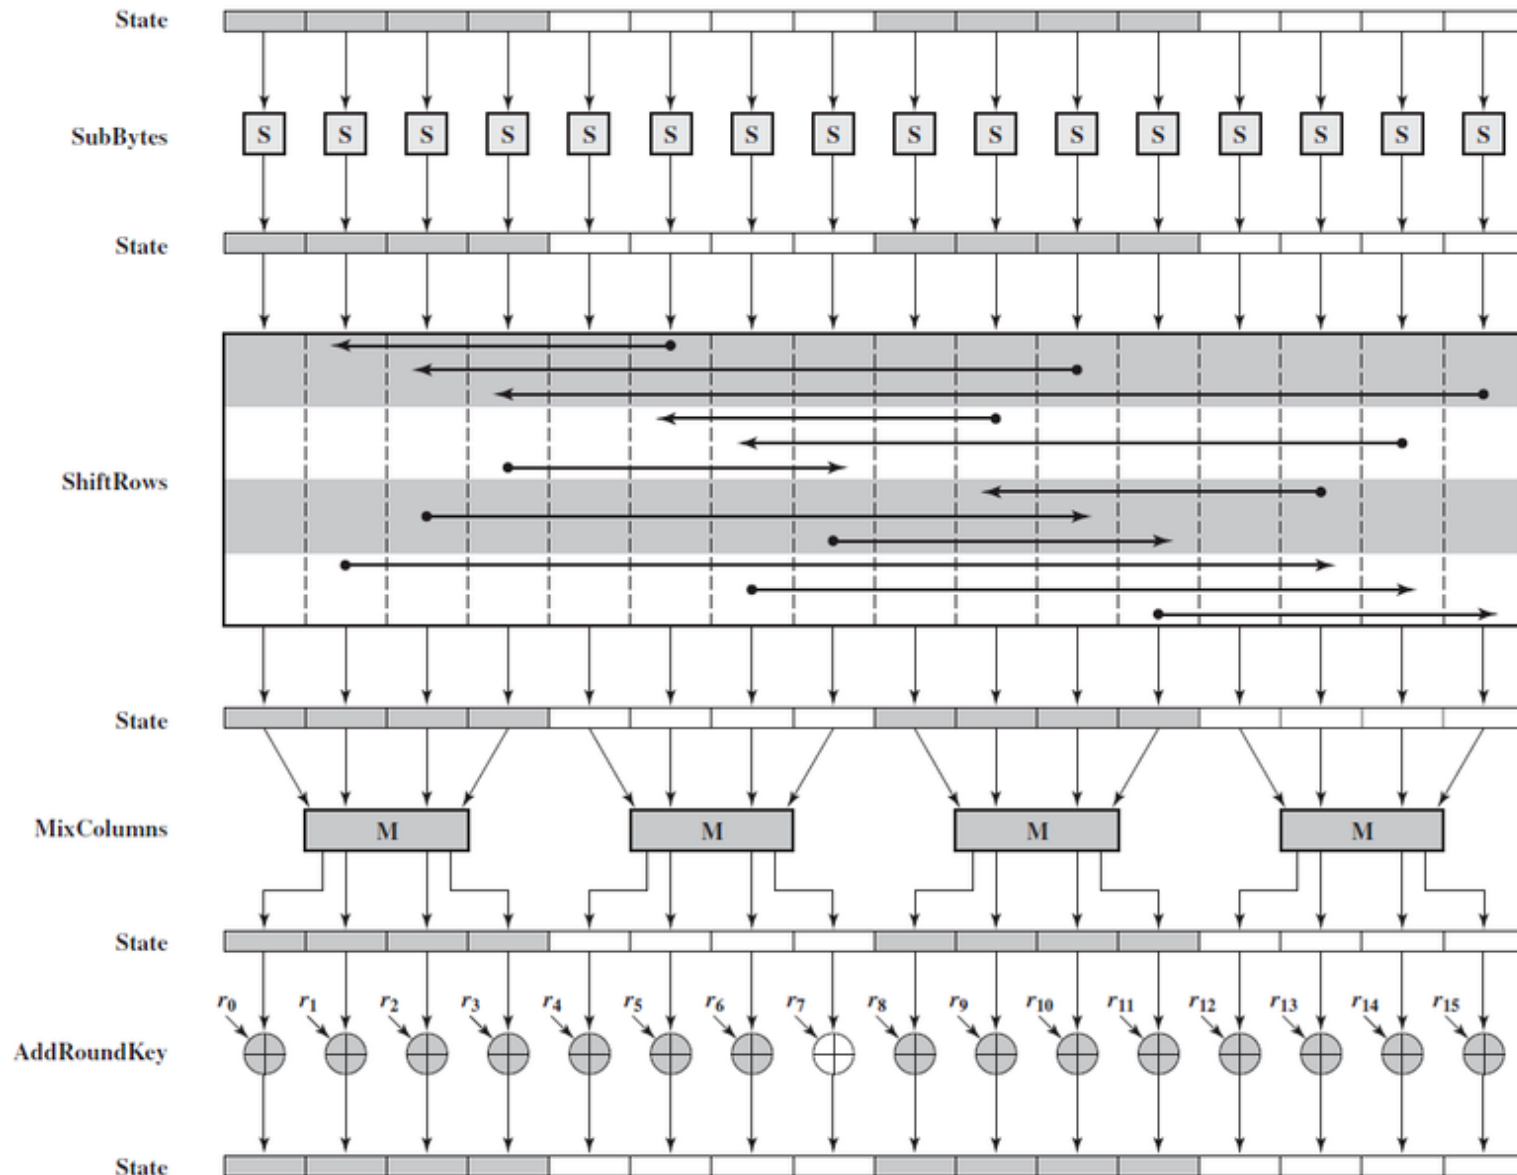 State
SubBytes S S S S S S S S S S S S S S S S
State
ShiftRows
State
MixColumns M M M M
State
r0 r1 r2 r3 r4 r5 r6 r7 r8 r9 r10 r11 r12 r13 r14 r15
AddRoundKey
State